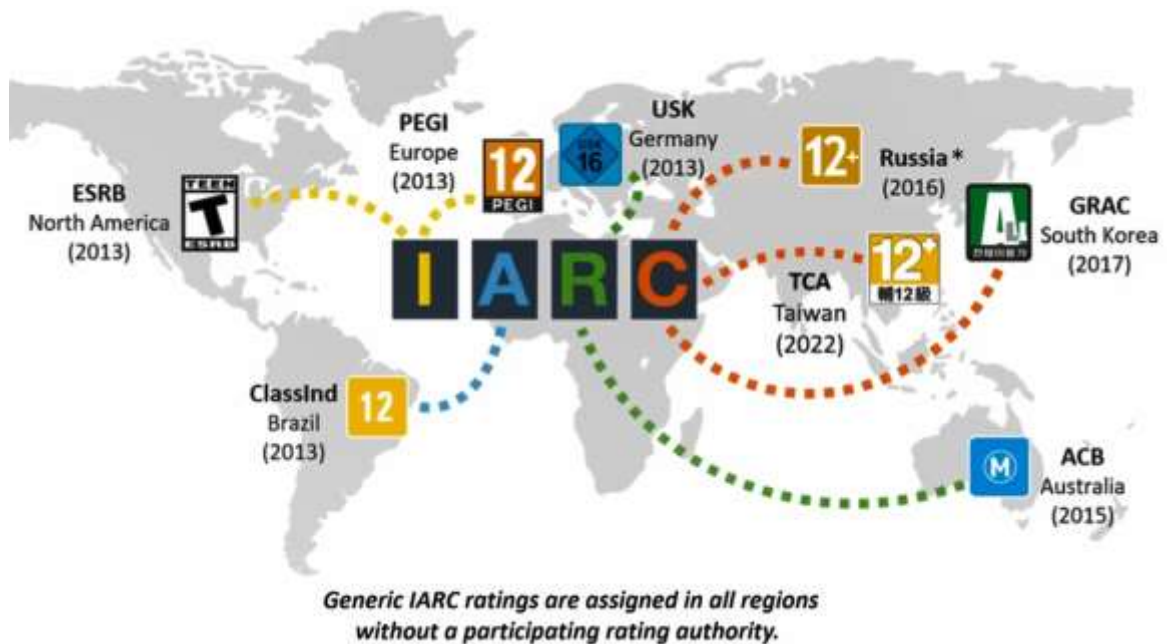 ESRB
North America
(2013)
TEEN
T
ESRB
PEGI
Europe
(2013)
12
PEGI
USK
16
USK
Germany
(2013)
12+
Russia*
(2016)
GRAC
South Korea
(2017)
I A R C
TCA
Taiwan
(2022)
12+
輔12級
ClassInd
Brazil
(2013)
12
M
ACB
Australia
(2015)
Generic IARC ratings are assigned in all regions
without a participating rating authority.